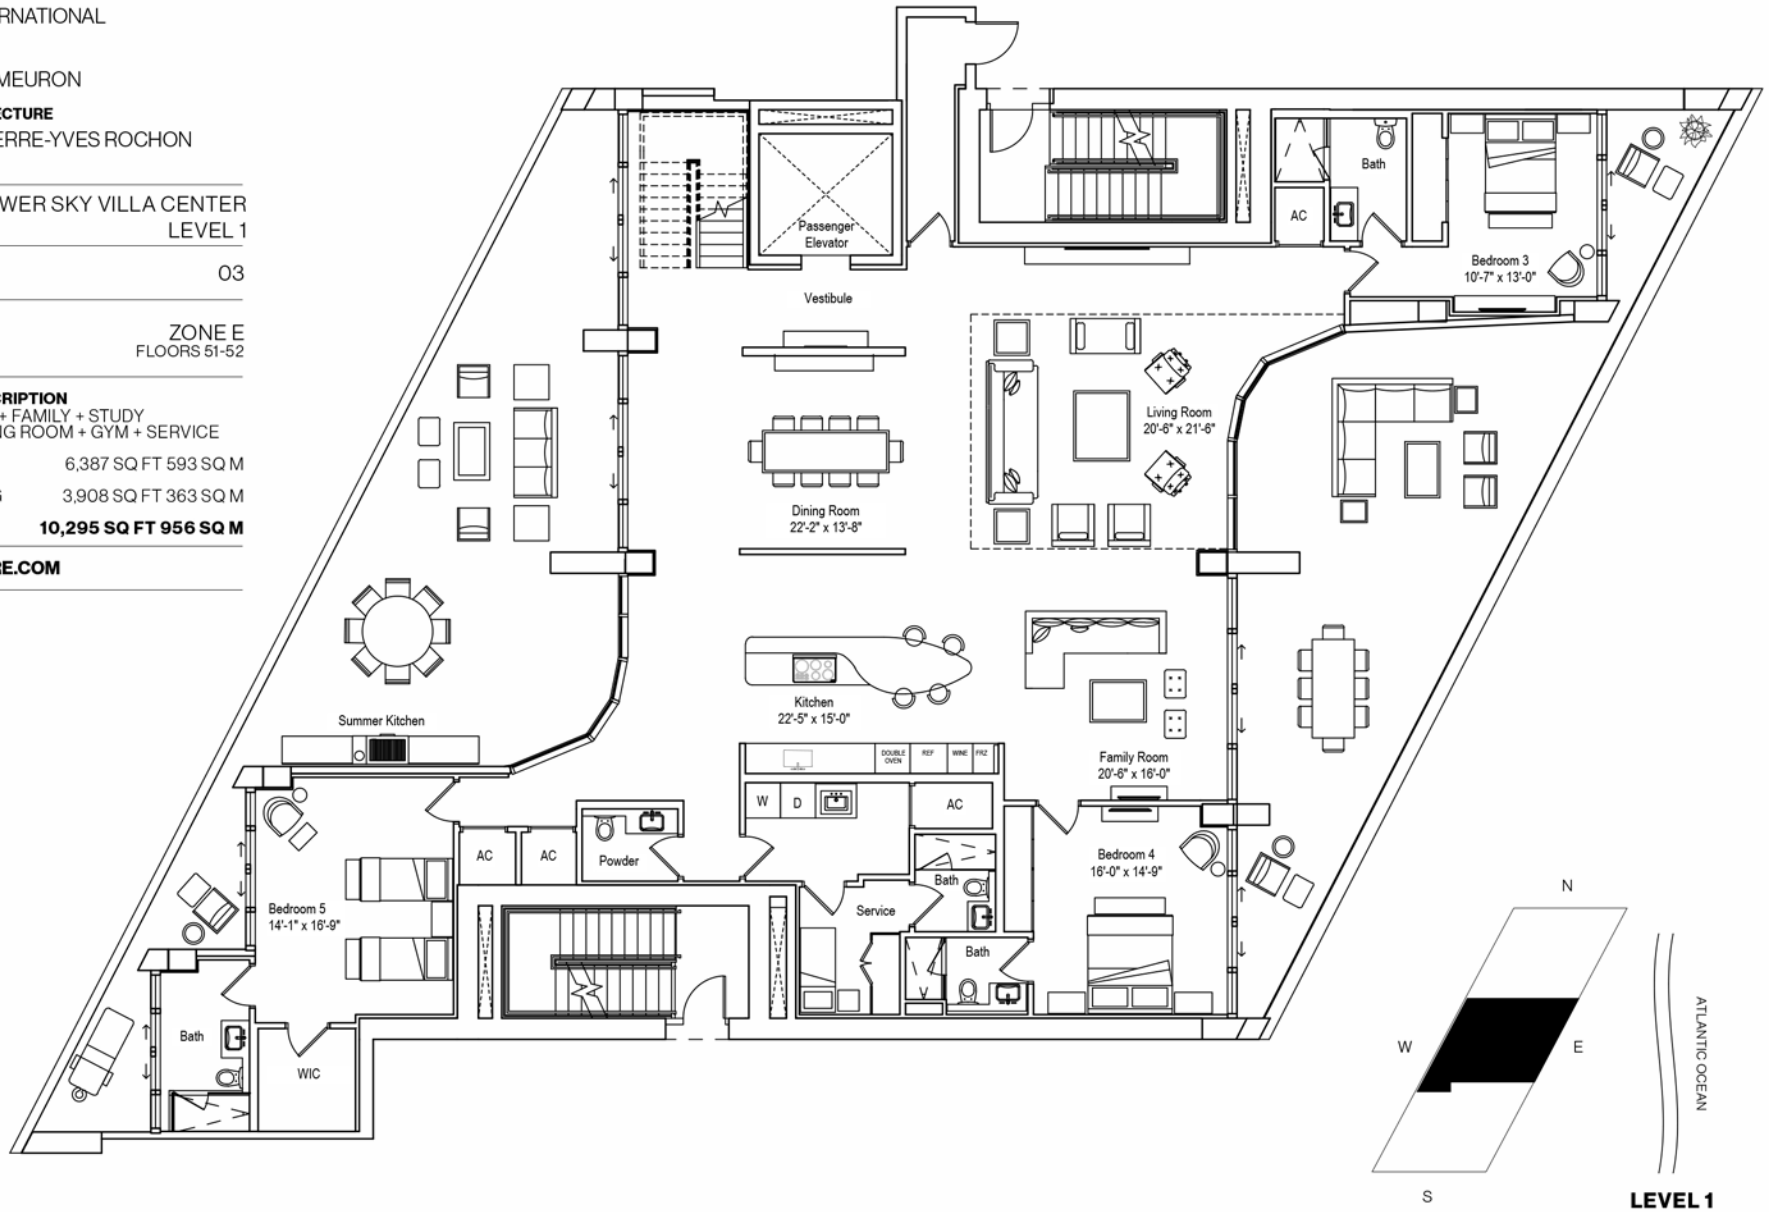 RNATIONAL
MEURON
ECTURE
ERRE-YVES ROCHON
WER SKY VILLA CENTER
LEVEL 1
03
ZONE E
FLOORS 51-52
CRIPTION
+ FAMILY + STUDY
NG ROOM + GYM + SERVICE
6,387 SQ FT 593 SQ M
G 3,908 SQ FT 363 SQ M
10,295 SQ FT 956 SQ M
RE.COM
Passenger
Elevator
Vestibule
Bath
AC
Bedroom 3
10'-7" x 13'-0"
Living Room
20'-6" x 21'-6"
Dining Room
22'-2" x 13'-8"
Kitchen
22'-5" x 15'-0"
Summer Kitchen
DOUBLE
OVEN
REF
WINE
FRZ
Family Room
20'-6" x 16'-0"
W
D
AC
AC
AC
Powder
Bath
Bedroom 4
16'-0" x 14'-9"
Service
Bath
Bedroom 5
14'-1" x 16'-9"
Bath
WIC
N
W
E
S
ATLANTIC OCEAN
LEVEL 1